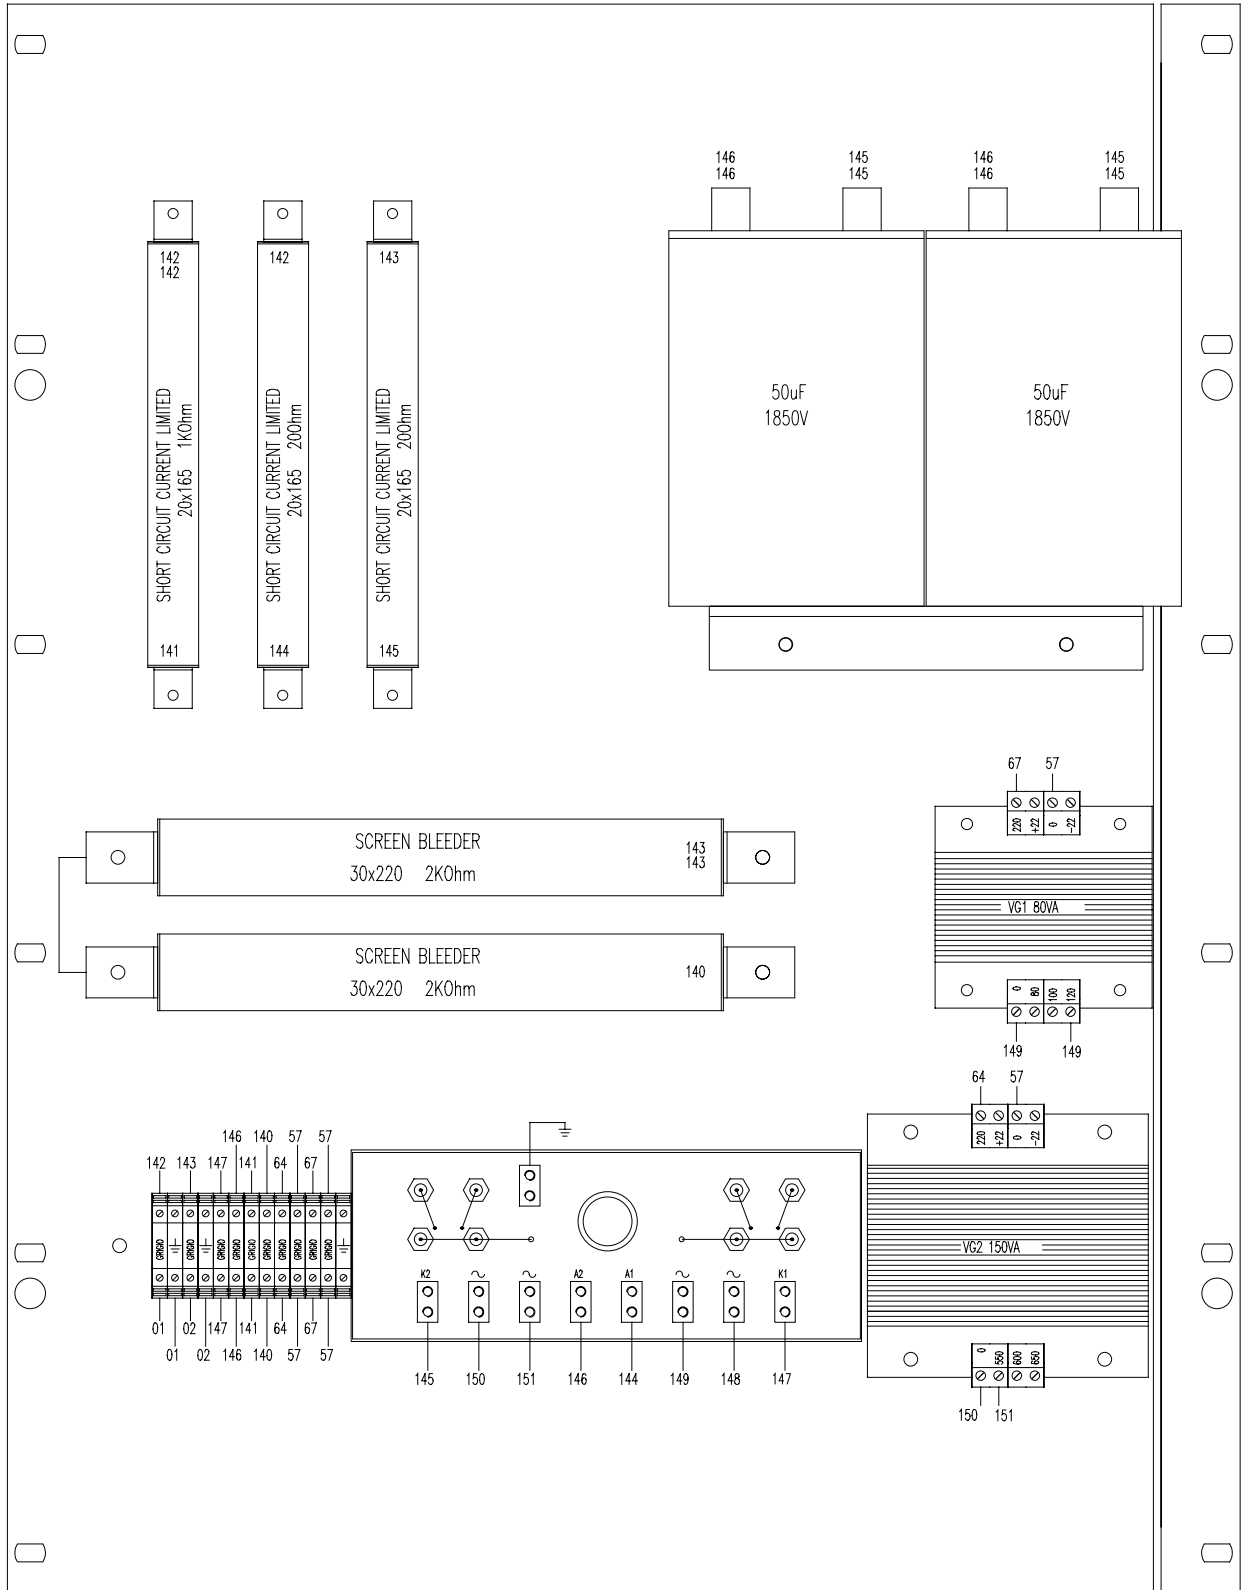 146 145 146 145
146 145 146 145
142 142 143
142
SHORT CIRCUIT CURRENT LIMITED
20x165 1KOhm
SHORT CIRCUIT CURRENT LIMITED
20x165 20Ohm
SHORT CIRCUIT CURRENT LIMITED
20x165 20Ohm
50uF
1850V
50uF
1850V
141 144 145
67 57
220 +22 0 -22
SCREEN BLEEDER
30x220 2KOhm
143
143
VG1 80VA
SCREEN BLEEDER
30x220 2KOhm
140
0 80 100 120
149 149
64 57
220 +22 0 -22
146 140 57 57
142 143 147 141 64 67
VG2 150VA
K2 A2 A1 K1
01 02 147 141 64 67
01 02 146 140 57 57
0 550 600 650
145 150 151 146 144 149 148 147
150 151